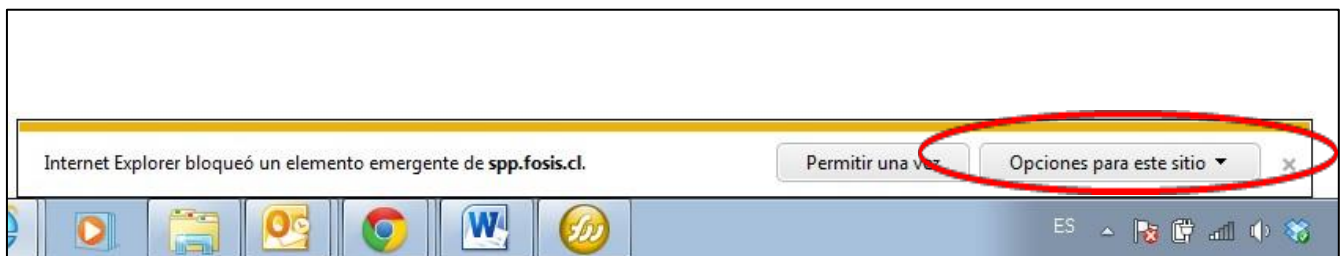 Internet Explorer bloqueó un elemento emergente de spp.fosis.cl. Permitir una vez Opciones para este sitio
ES